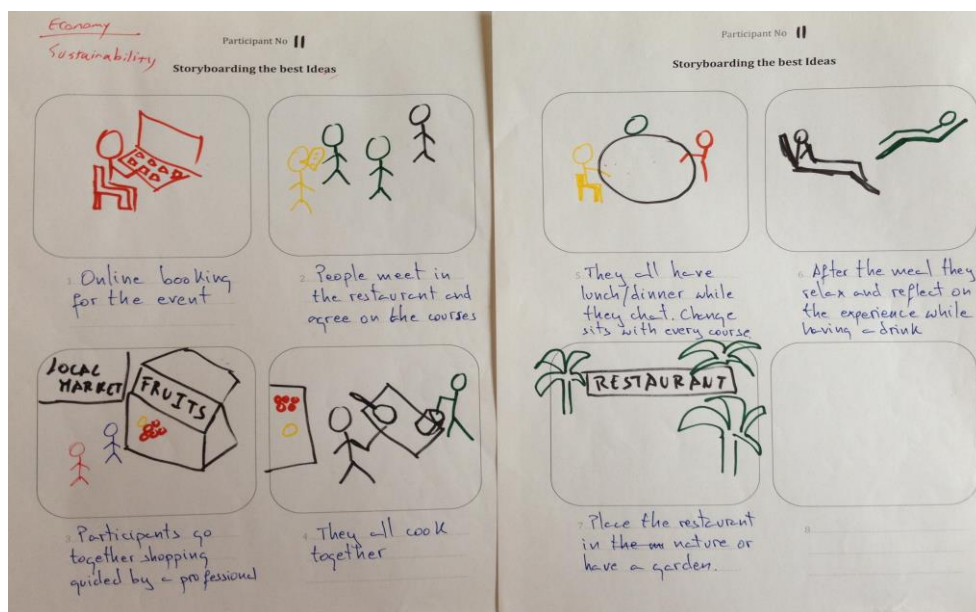 Economy
Sustainability
Participant No 11
Storyboarding the best Ideas
1. Online booking
for the event
2. People meet in
the restaurant and
agree on the courses
LOCAL
MARKET
FRUITS
3. Participants go
together shopping
guided by a professional
4. They all cook
together
Participant No 11
Storyboarding the best Ideas
5. They all have
lunch/dinner while
they chat. Change
sits with every course
6. After the meal they
relax and reflect on
the experience while
having a drink
RESTAURANT
7. Place the restaurant
in the nature or
have a garden.
8.